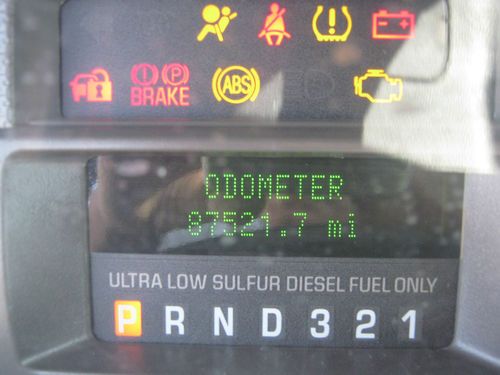 BRAKE
ABS
ODOMETER
87521.7 mi
ULTRA LOW SULFUR DIESEL FUEL ONLY
P R N D 3 2 1